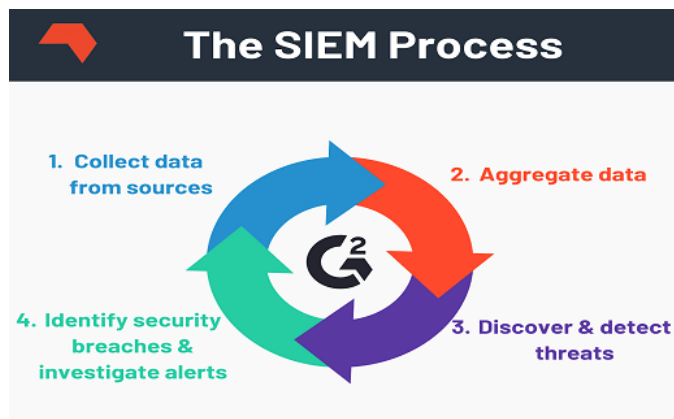 The SIEM Process
1. Collect data
from sources
2. Aggregate data
3. Discover & detect
threats
4. Identify security
breaches &
investigate alerts
G2